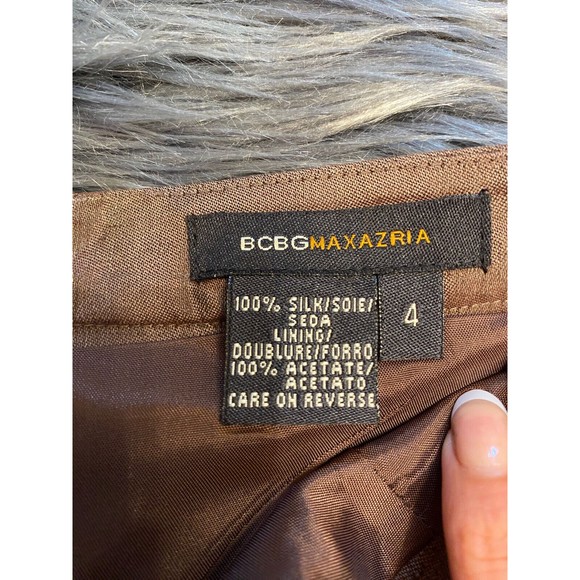 BCBGMAXAZRIA
100% SILK/SOIE/
SEDA
LINING/
DOUBLURE/FORRO
100% ACETATE/
ACETATO
CARE ON REVERSE
4